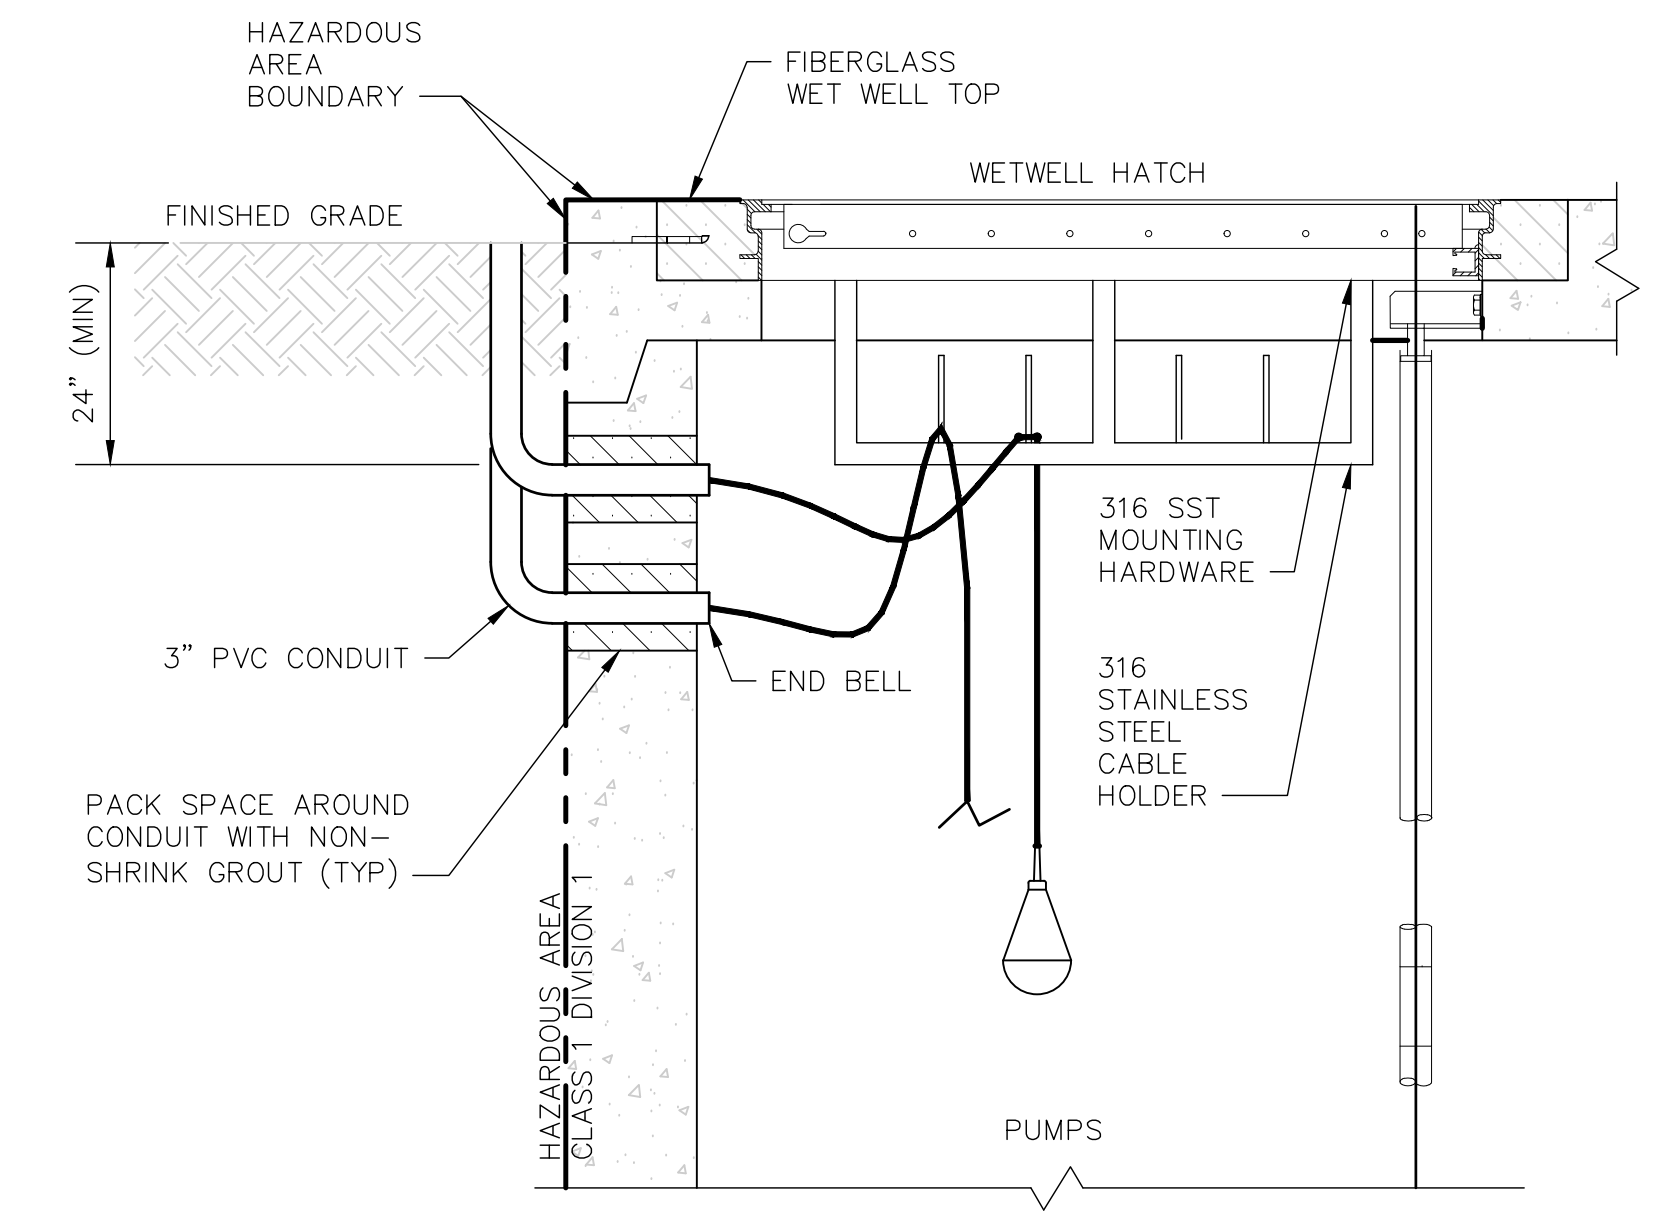 HAZARDOUS
AREA
BOUNDARY
FIBERGLASS
WET WELL TOP
WETWELL HATCH
FINISHED GRADE
24” (MIN)
316 SST
MOUNTING
HARDWARE
3” PVC CONDUIT
END BELL
316
STAINLESS
STEEL
CABLE
HOLDER
PACK SPACE AROUND
CONDUIT WITH NON-
SHRINK GROUT (TYP)
HAZARDOUS AREA
CLASS 1 DIVISION 1
PUMPS